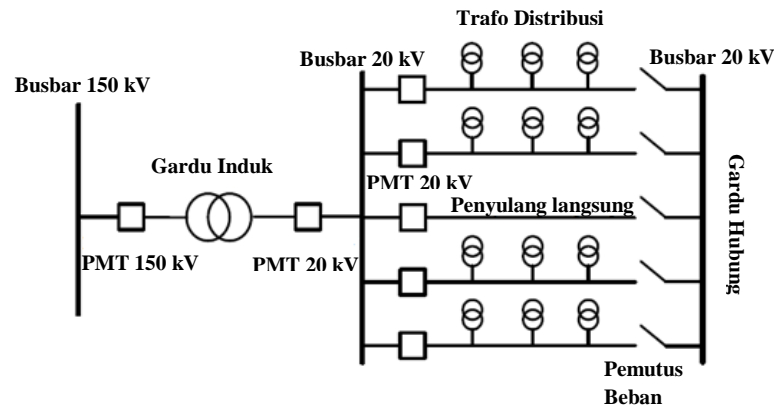 Trafo Distribusi
Busbar 20 kV
Busbar 20 kV
Busbar 150 kV
Gardu Induk
PMT 20 kV
Penyulang langsung
Gardu Hubung
PMT 150 kV
PMT 20 kV
Pemutus
Beban